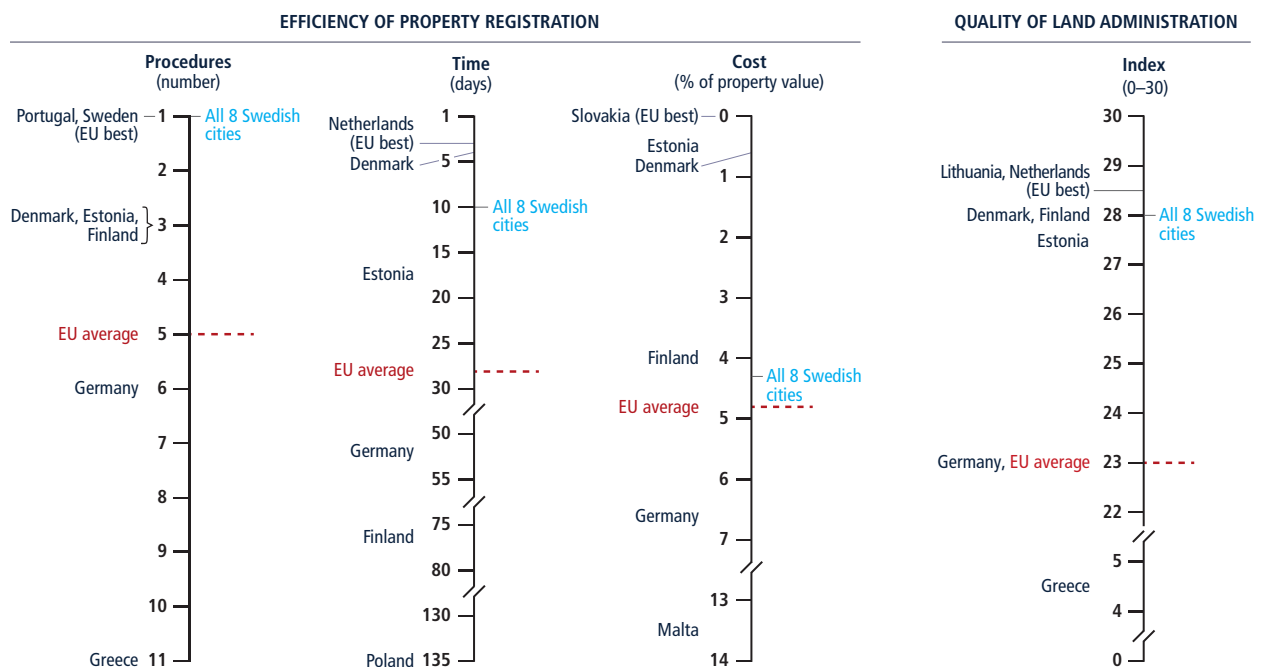 EFFICIENCY OF PROPERTY REGISTRATION
QUALITY OF LAND ADMINISTRATION
Procedures
(number)
Portugal, Sweden
(EU best)
1
All 8 Swedish
cities
2
Denmark, Estonia,
Finland
3
4
EU average
5
Germany
6
7
8
9
10
Greece
11
Time
(days)
1
Netherlands
(EU best)
Denmark
5
10
All 8 Swedish
cities
15
Estonia
20
25
EU average
30
50
Germany
55
75
Finland
80
130
Poland
135
Cost
(% of property value)
Slovakia (EU best)
0
Estonia
Denmark
1
2
3
Finland
4
All 8 Swedish
cities
EU average
5
6
Germany
7
13
Malta
14
Index
(0–30)
30
29
Lithuania, Netherlands
(EU best)
Denmark, Finland
28
All 8 Swedish
cities
Estonia
27
26
25
24
Germany, EU average
23
22
5
Greece
4
0